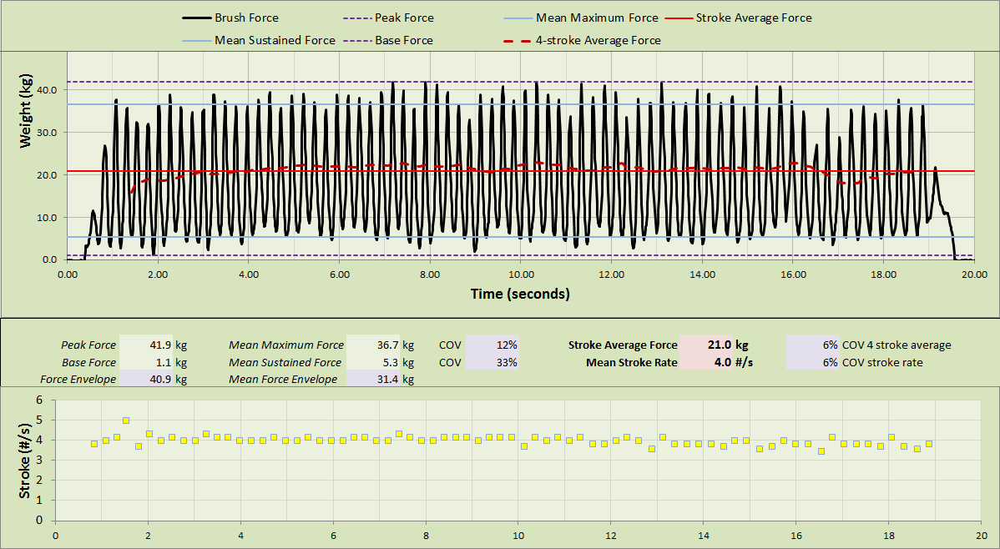 Brush Force Peak Force Mean Maximum Force Stroke Average Force
Mean Sustained Force Base Force 4-stroke Average Force
Weight (kg)
40.0
30.0
20.0
10.0
0.0
0.00 2.00 4.00 6.00 8.00 10.00 12.00 14.00 16.00 18.00 20.00
Time (seconds)
Peak Force 41.9 kg Mean Maximum Force 36.7 kg COV 12% Stroke Average Force 21.0 kg 6% COV 4 stroke average
Base Force 1.1 kg Mean Sustained Force 5.3 kg COV 33% Mean Stroke Rate 4.0 #/s 6% COV stroke rate
Force Envelope 40.9 kg Mean Force Envelope 31.4 kg
Stroke (#/s)
6
5
4
3
2
1
0
0 2 4 6 8 10 12 14 16 18 20